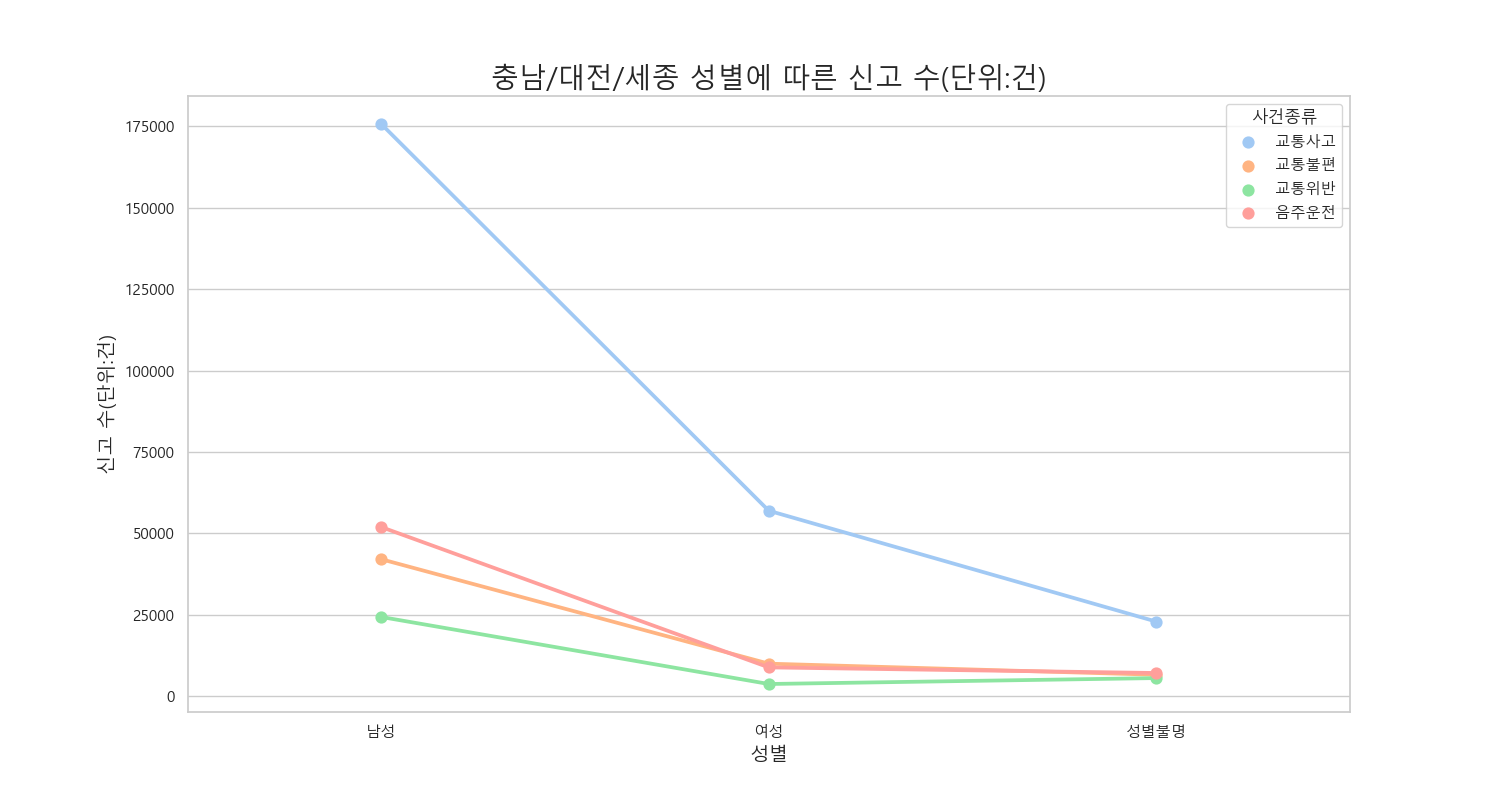 충남/대전/세종 성별에 따른 신고 수(단위:건)
사건종류
교통사고
교통불편
교통위반
음주운전
175000
150000
125000
100000
75000
50000
25000
0
신고 수(단위:건)
남성
여성
성별불명
성별